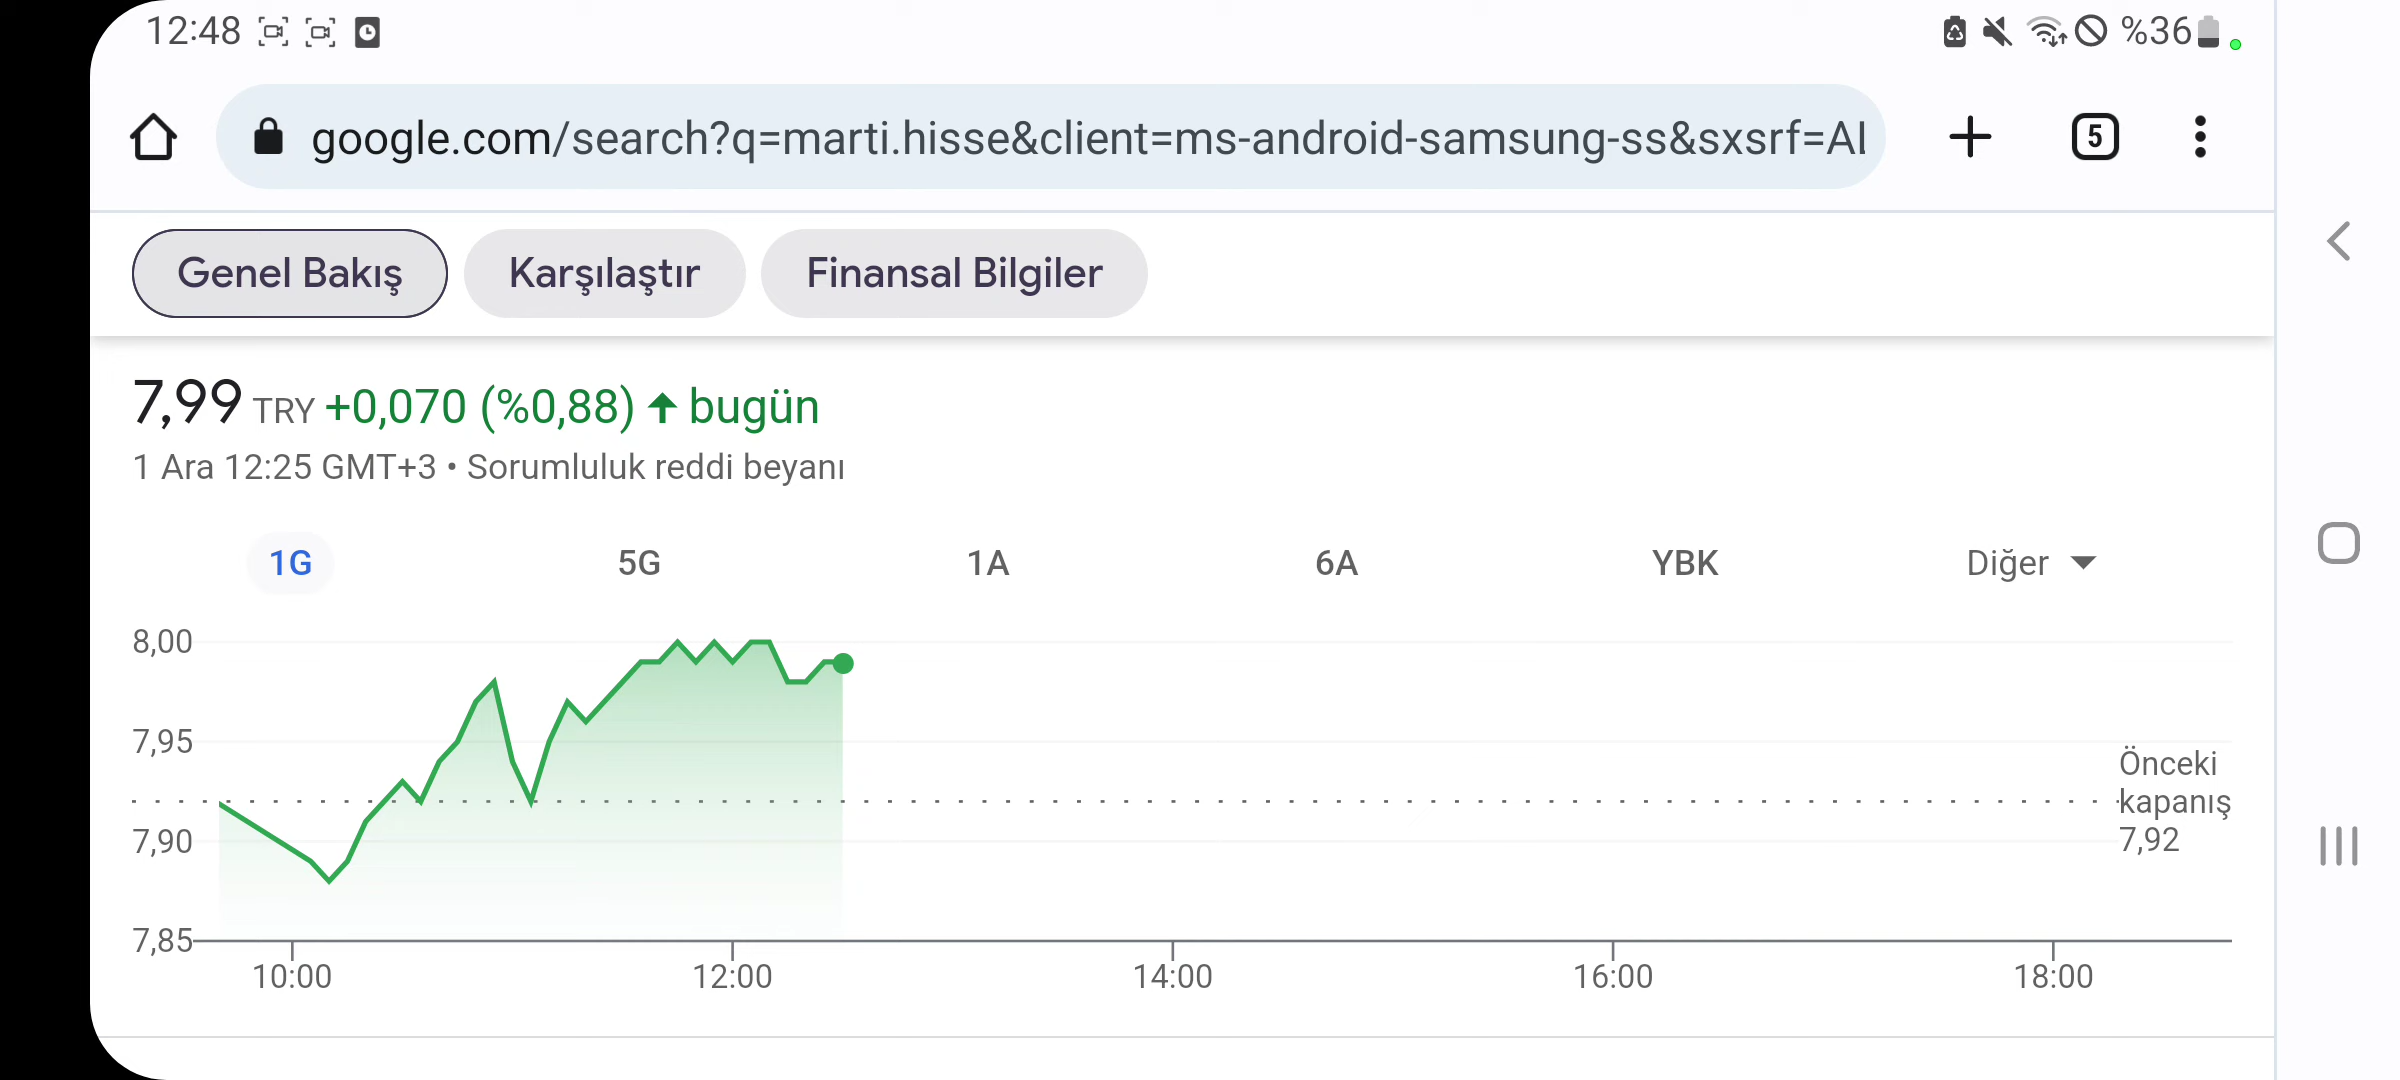 12:48 %36
google.com/search?q=marti.hisse&client=ms-android-samsung-ss&sxsrf=Al
5
Genel Bakış Karşılaştır Finansal Bilgiler
7,99 TRY +0,070 (%0,88) ↑ bugün
1 Ara 12:25 GMT+3 • Sorumluluk reddi beyanı
1G 5G 1A 6A YBK Diğer
8,00
7,95
7,90
7,85
Önceki
kapanış
7,92
10:00 12:00 14:00 16:00 18:00